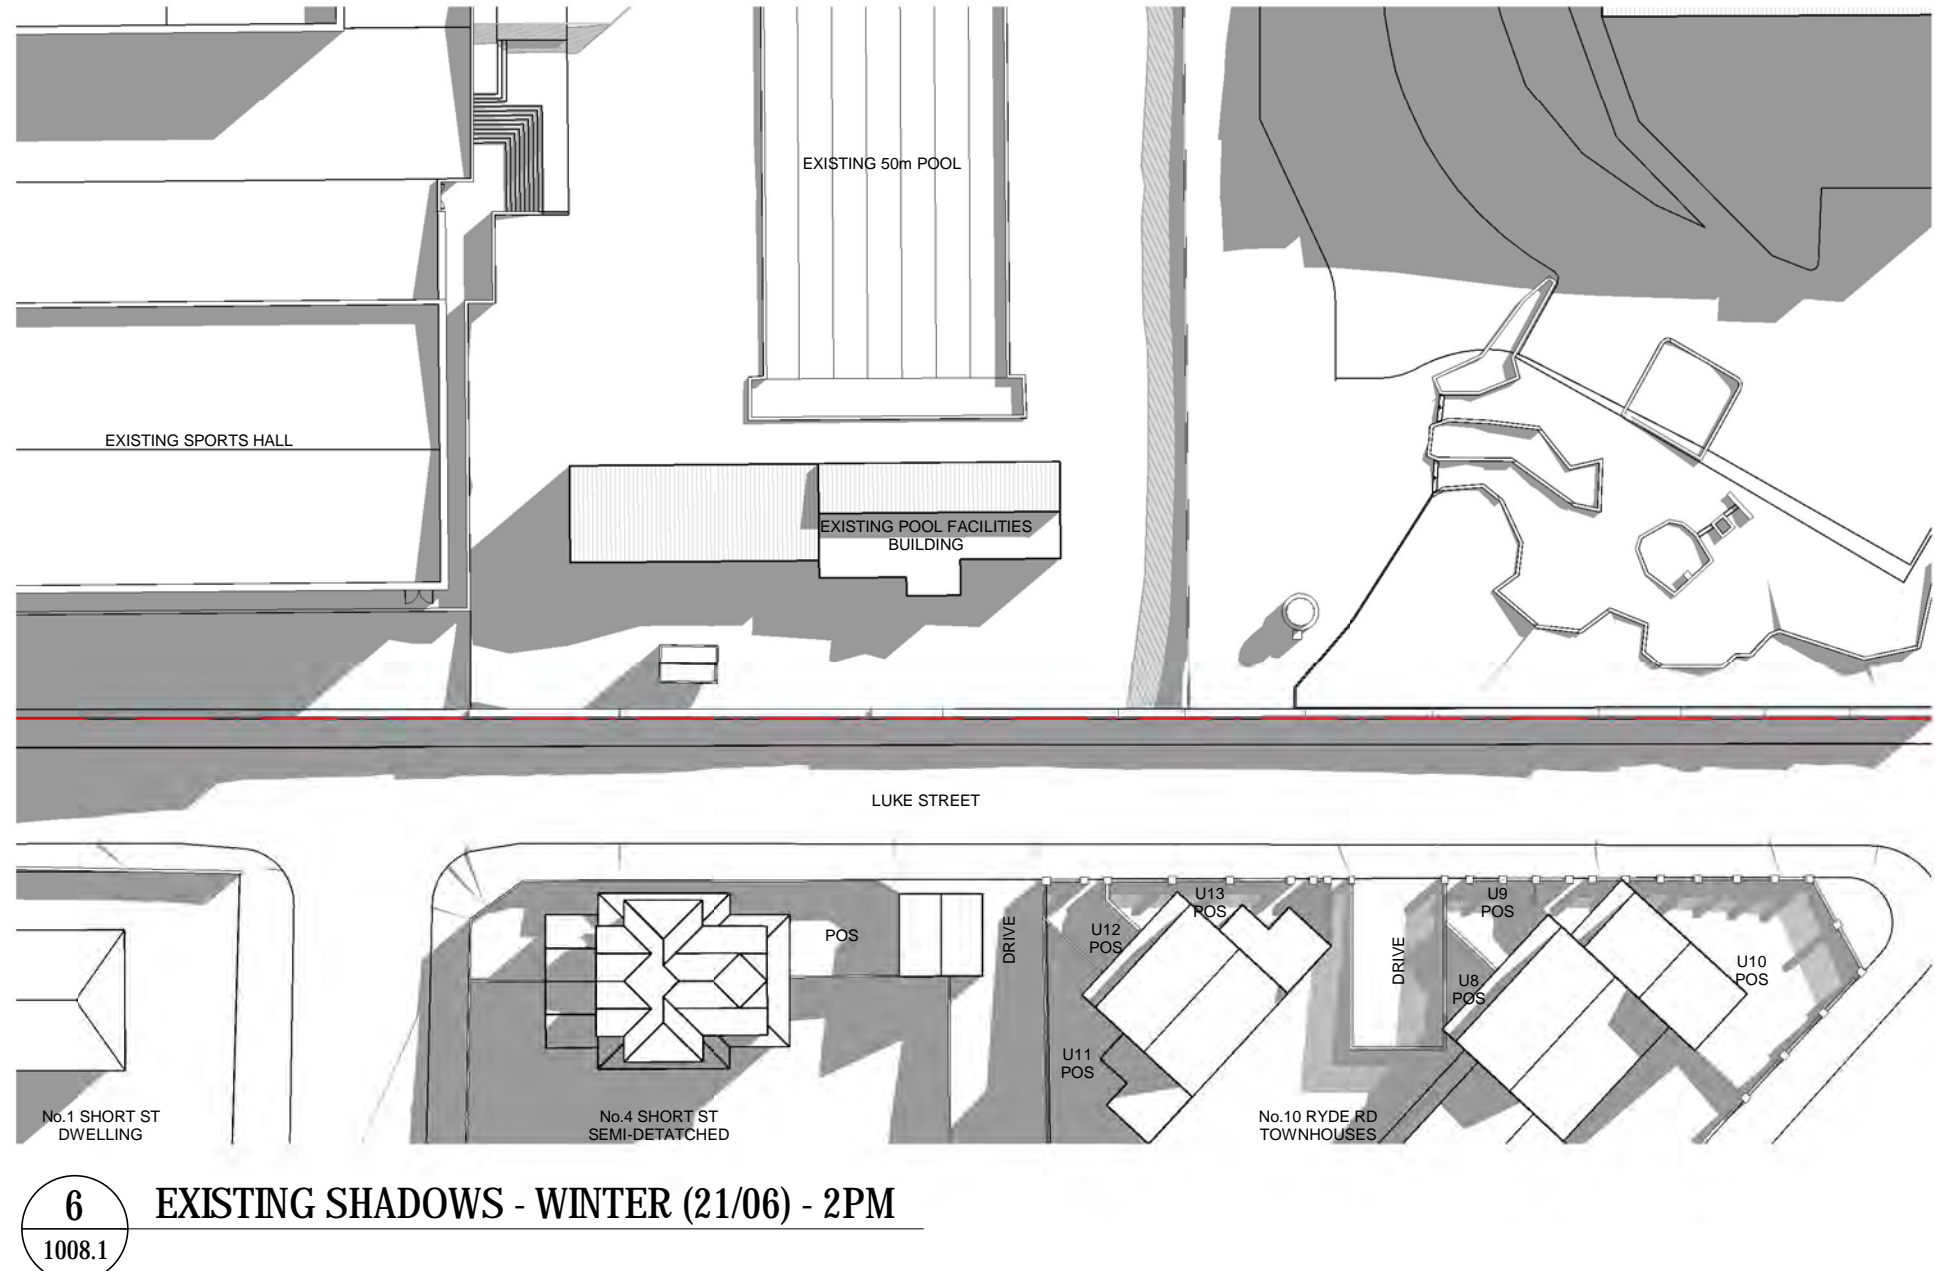 EXISTING 50m POOL
EXISTING SPORTS HALL
EXISTING POOL FACILITIES
BUILDING
LUKE STREET
U13
POS
U9
POS
U12
POS
POS
DRIVE
DRIVE
U10
POS
U8
POS
U11
POS
No.1 SHORT ST
DWELLING
No.4 SHORT ST
SEMI-DETATCHED
No.10 RYDE RD
TOWNHOUSES
6
1008.1
EXISTING SHADOWS - WINTER (21/06) - 2PM